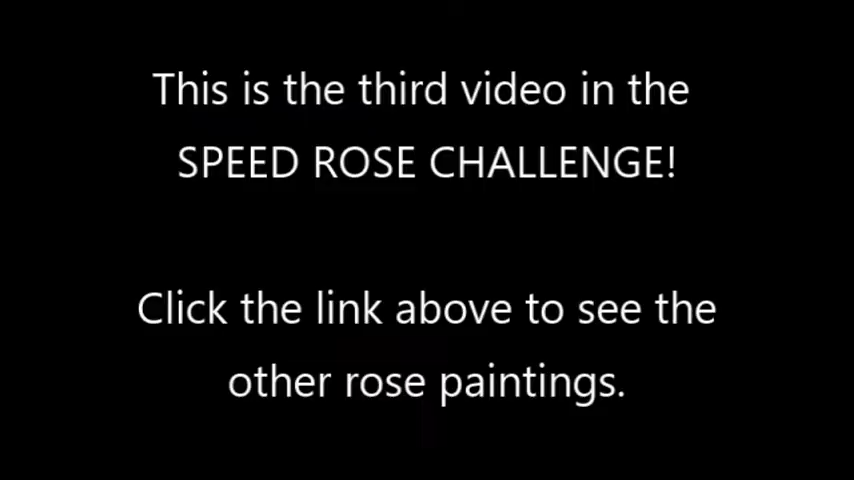 This is the third video in the
SPEED ROSE CHALLENGE!
Click the link above to see the
other rose paintings.